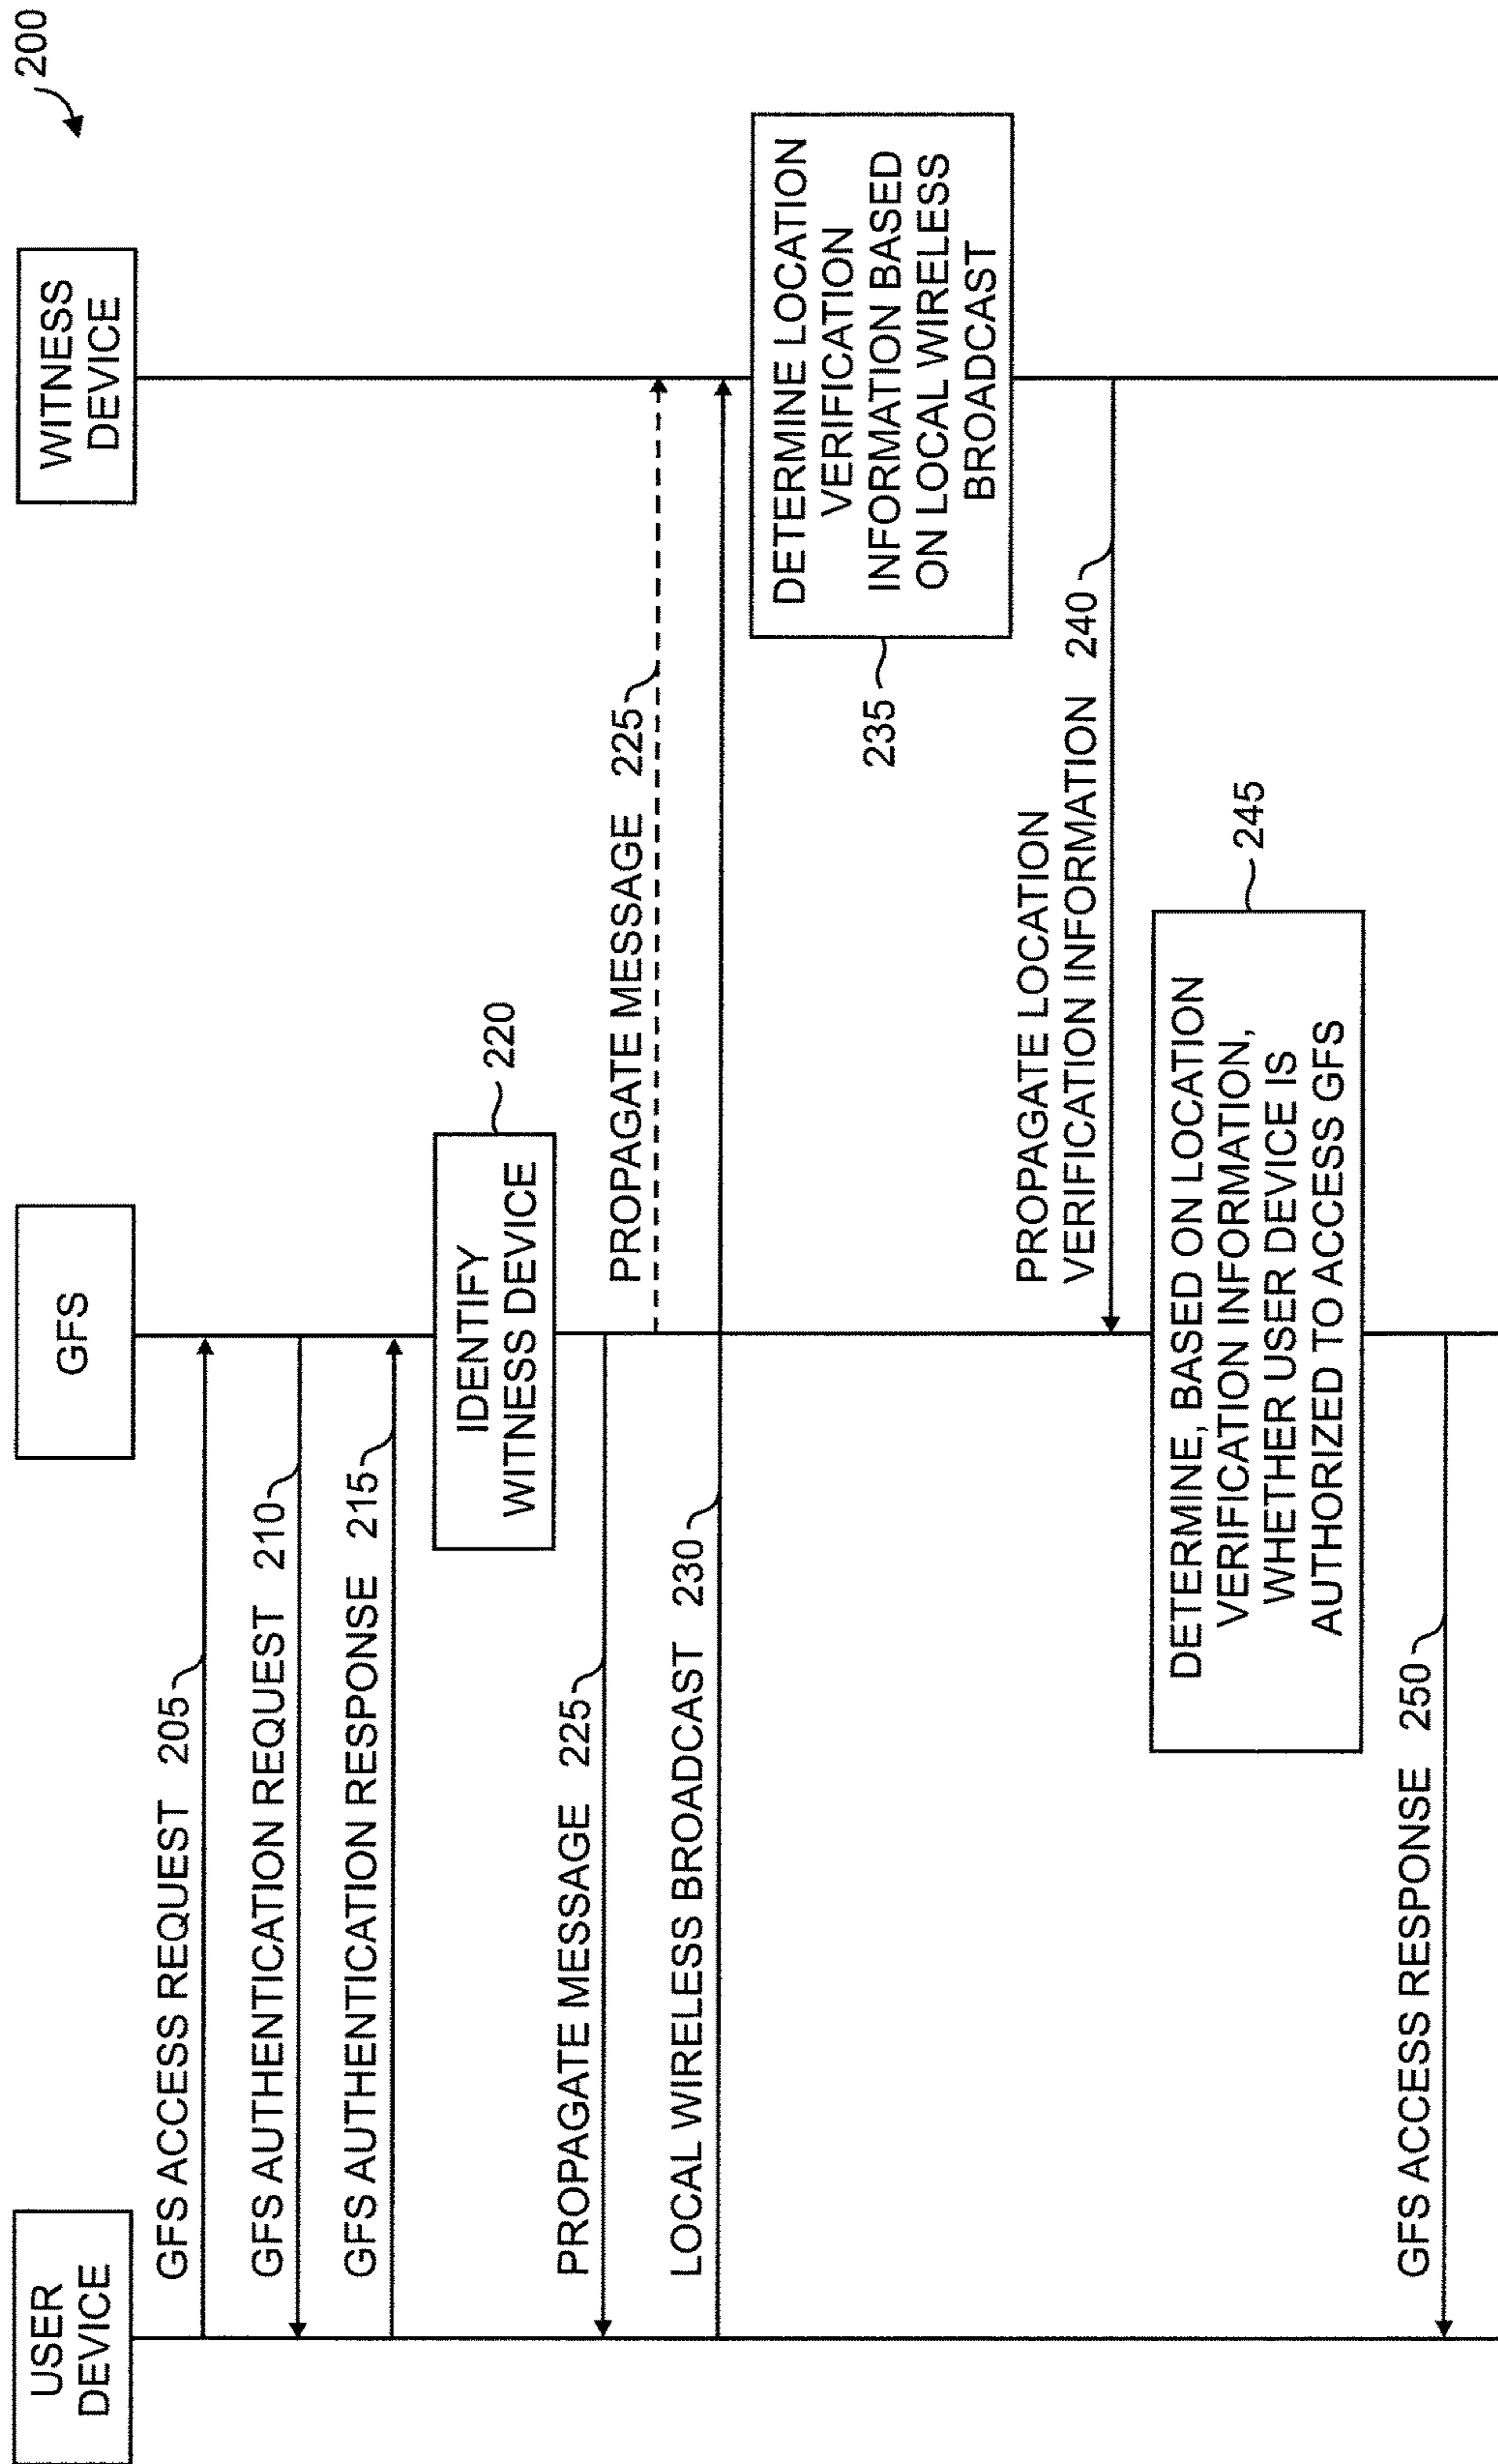 200
USER
DEVICE
GFS
WITNESS
DEVICE
GFS ACCESS REQUEST 205
GFS AUTHENTICATION REQUEST 210
GFS AUTHENTICATION RESPONSE 215
IDENTIFY
WITNESS DEVICE
220
PROPAGATE MESSAGE 225
PROPAGATE MESSAGE 225
LOCAL WIRELESS BROADCAST 230
DETERMINE LOCATION
VERIFICATION
INFORMATION BASED
ON LOCAL WIRELESS
BROADCAST
235
PROPAGATE LOCATION
VERIFICATION INFORMATION 240
DETERMINE, BASED ON LOCATION
VERIFICATION INFORMATION,
WHETHER USER DEVICE IS
AUTHORIZED TO ACCESS GFS
245
GFS ACCESS RESPONSE 250